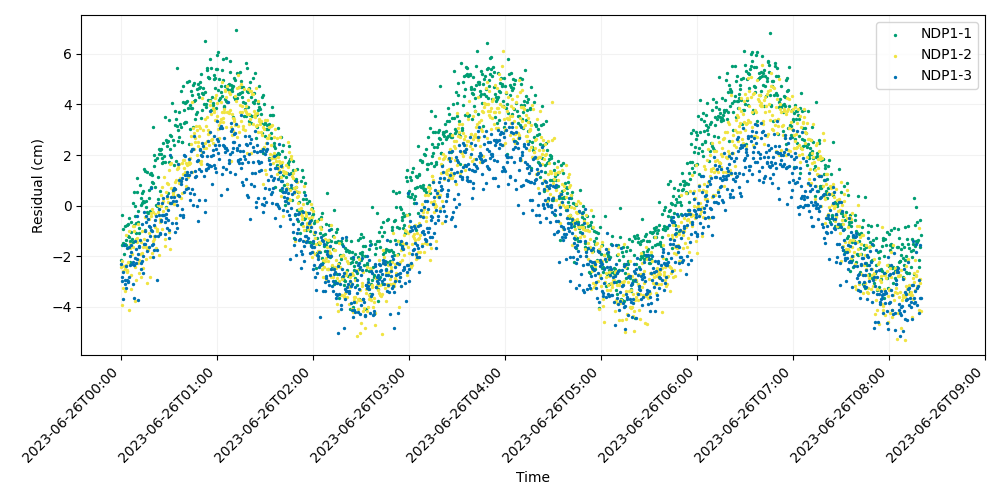 NDP1-1
NDP1-2
NDP1-3
Residual (cm)
6
4
2
0
−2
−4
2023-06-26T00:00
2023-06-26T01:00
2023-06-26T02:00
2023-06-26T03:00
2023-06-26T04:00
2023-06-26T05:00
2023-06-26T06:00
2023-06-26T07:00
2023-06-26T08:00
2023-06-26T09:00
Time